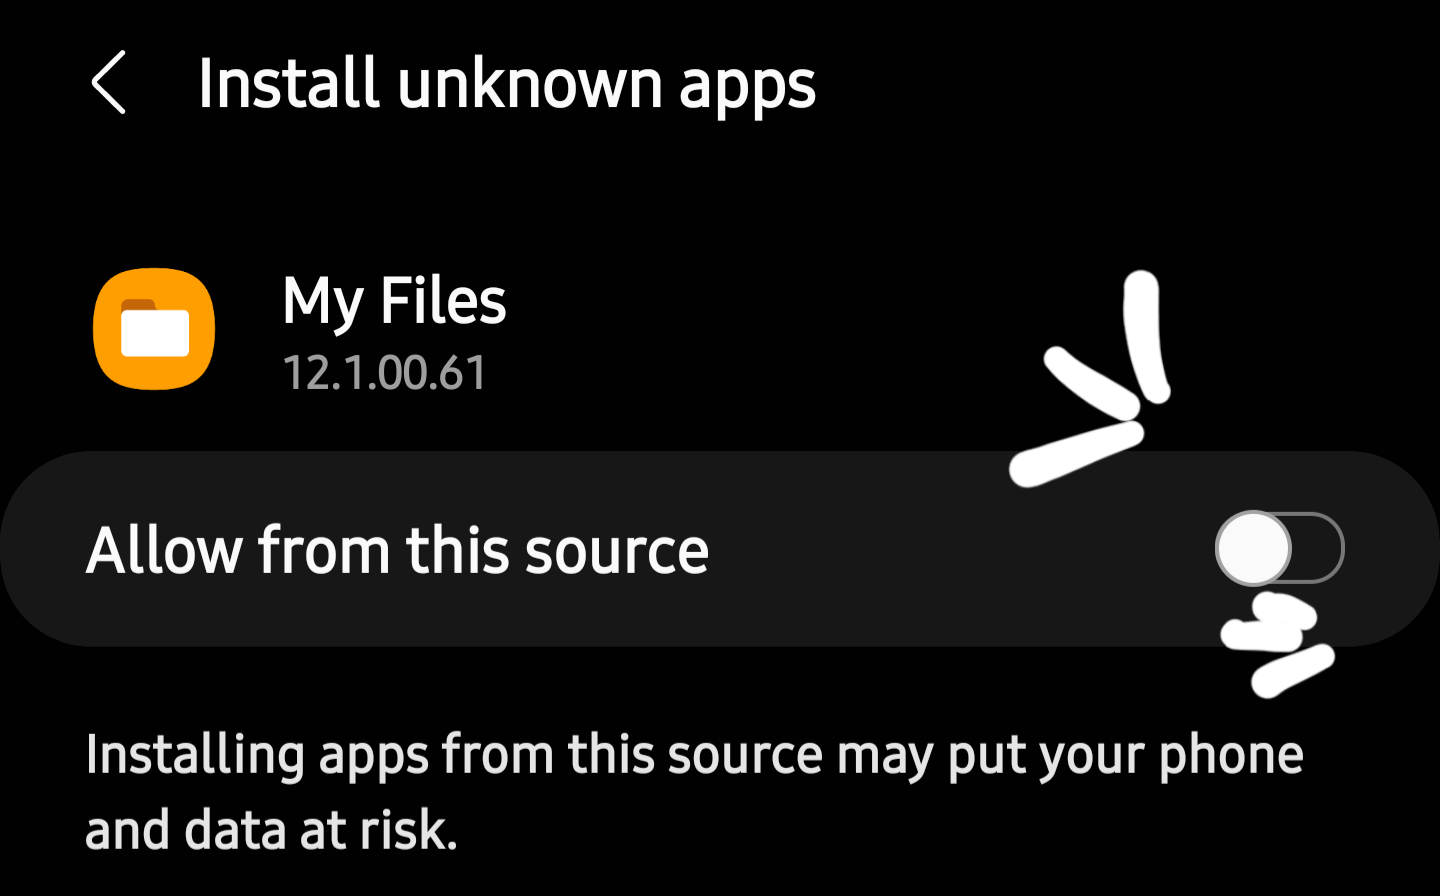 Install unknown apps
My Files
12.1.00.61
Allow from this source
Installing apps from this source may put your phone
and data at risk.